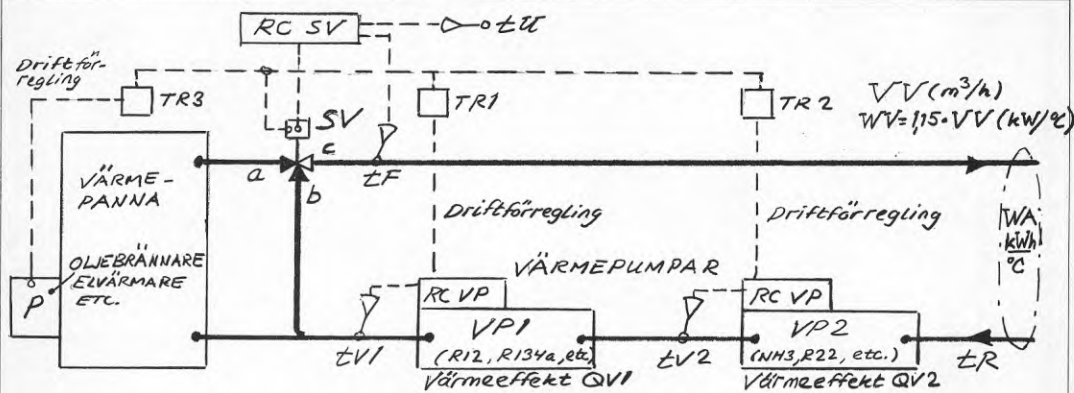 RC SV
tU
Driftför-
regling
TR3
TR1
TR2
VV (m³/h)
WV=1,15·VV (kW/°C)
SV
c
a
b
tF
VÄRME-
PANNA
Driftförregling
Driftförregling
WA
kWh
°C
OLJEBRÄNNARE
ELVÄRMARE
ETC.
P
VÄRMEPUMPAR
RC VP
RC VP
VP1
(R12, R134a, etc)
VP2
(NH3, R22, etc.)
tV1
tV2
tR
Värmeeffekt QV1
Värmeeffekt QV2